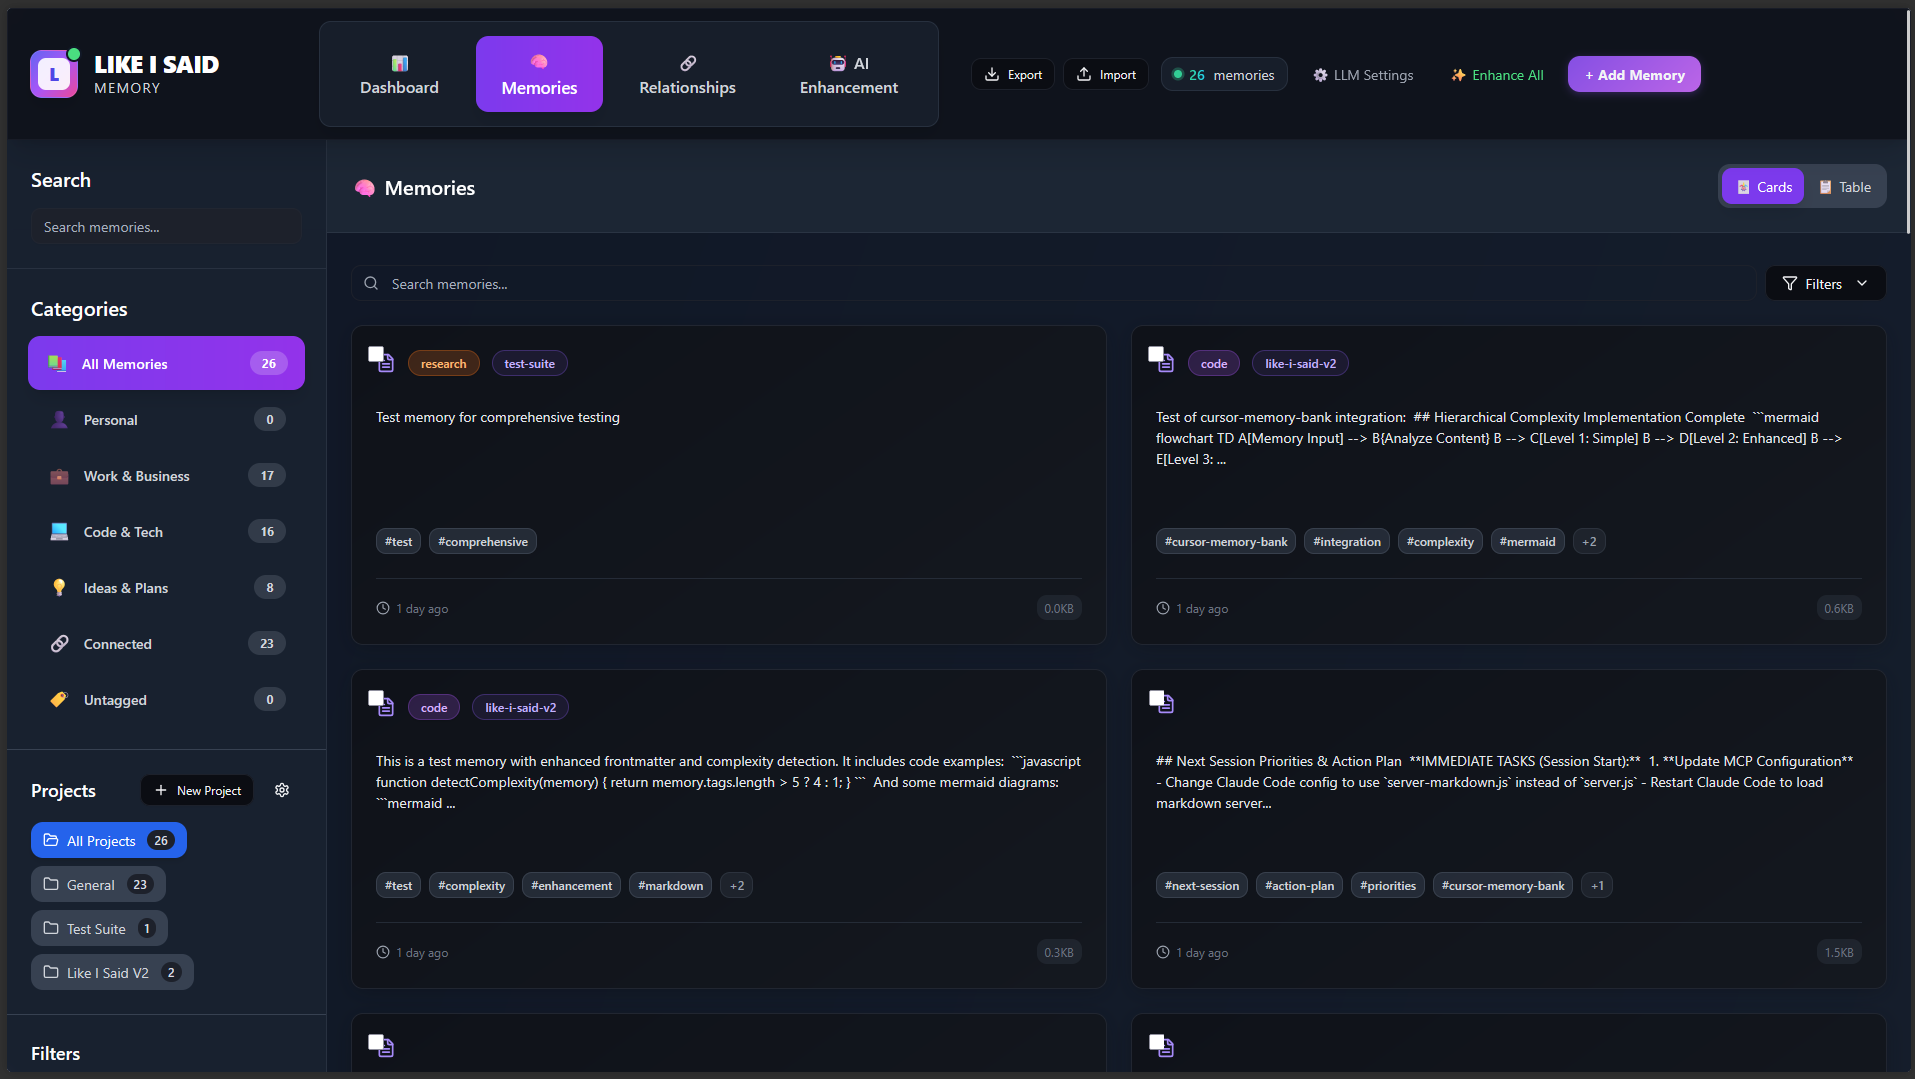 L
LIKE I SAID
MEMORY
Dashboard
Memories
Relationships
AI
Enhancement
Export
Import
26 memories
LLM Settings
Enhance All
+ Add Memory
Search
Search memories...
Categories
All Memories 26
Personal 0
Work & Business 17
Code & Tech 16
Ideas & Plans 8
Connected 23
Untagged 0
Projects
New Project
All Projects 26
General 23
Test Suite 1
Like I Said V2 2
Filters
Memories
Cards
Table
Search memories...
Filters
research test-suite
Test memory for comprehensive testing
#test #comprehensive
1 day ago 0.0KB
code like-i-said-v2
Test of cursor-memory-bank integration: ## Hierarchical Complexity Implementation Complete ```mermaid
flowchart TD A[Memory Input] --> B{Analyze Content} B --> C[Level 1: Simple] B --> D[Level 2: Enhanced] B -->
E[Level 3: ...
#cursor-memory-bank #integration #complexity #mermaid +2
1 day ago 0.6KB
code like-i-said-v2
This is a test memory with enhanced frontmatter and complexity detection. It includes code examples: ```javascript
function detectComplexity(memory) { return memory.tags.length > 5 ? 4 : 1; } ``` And some mermaid diagrams:
```mermaid ...
#test #complexity #enhancement #markdown +2
1 day ago 0.3KB
## Next Session Priorities & Action Plan **IMMEDIATE TASKS (Session Start):** 1. **Update MCP Configuration**
- Change Claude Code config to use `server-markdown.js` instead of `server.js` - Restart Claude Code to load
markdown server...
#next-session #action-plan #priorities #cursor-memory-bank +1
1 day ago 1.5KB